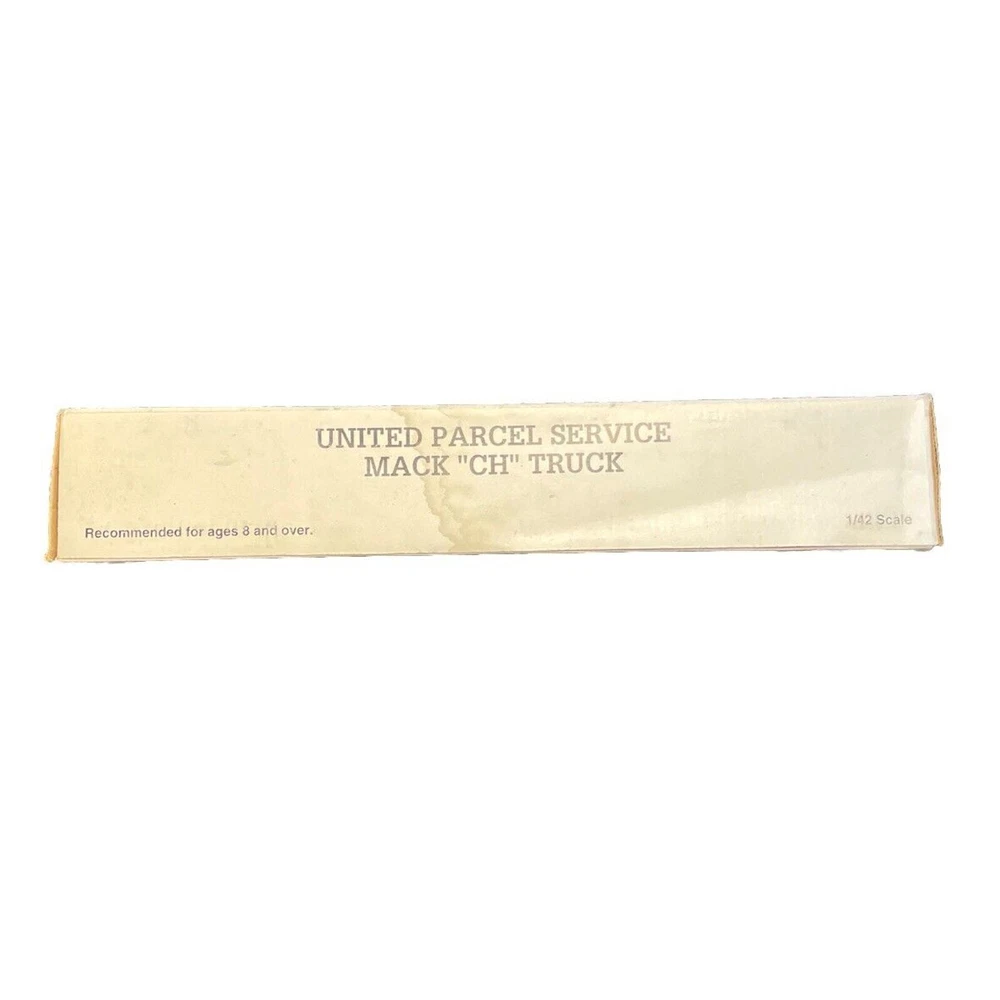 UNITED PARCEL SERVICE
MACK "CH" TRUCK
Recommended for ages 8 and over.
1/42 Scale